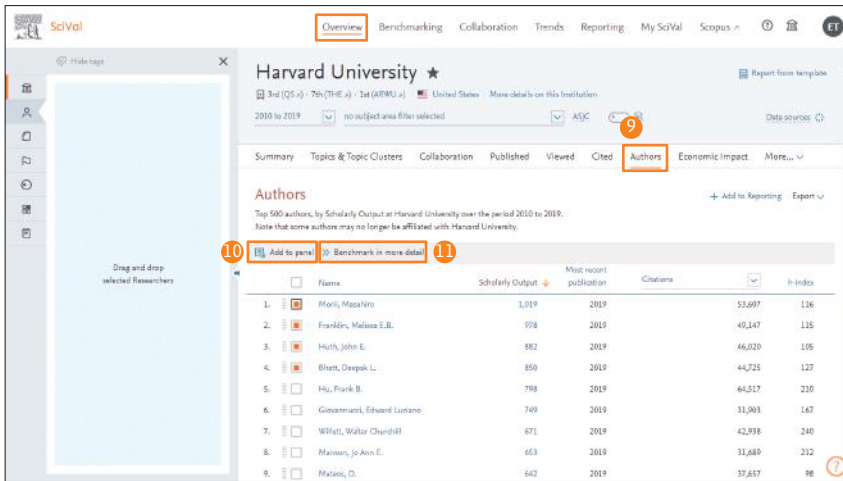 SciVal
Overview Benchmarking Collaboration Trends Reporting My SciVal Scopus ET
Hide tags
Harvard University
Report from template
3rd (QS) · 7th (THE) · 1st (ARWU) United States More details on this Institution
2010 to 2019 no subject area filter selected ASJC Data sources
9
Summary Topics & Topic Clusters Collaboration Published Viewed Cited Authors Economic Impact More...
Authors
+ Add to Reporting Export
Top 500 authors, by Scholarly Output at Harvard University over the period 2010 to 2019.
Note that some authors may no longer be affiliated with Harvard University.
10 Add to panel Benchmark in more detail 11
Drag and drop
selected Researchers
Name Scholarly Output Most recent publication Citations h-index
1. Morii, Masahiro 1,019 2019 53,607 116
2. Franklin, Melissa E.B. 978 2019 49,147 115
3. Huth, John E. 882 2019 46,020 105
4. Bhatt, Deepak L. 850 2019 44,725 127
5. Hu, Frank B. 798 2019 64,517 210
6. Giovannucci, Edward Luciano 749 2019 31,903 167
7. Willett, Walter Churchill 671 2019 42,938 240
8. Manson, Jo Ann E. 653 2019 31,689 212
9. Mateos, D. 642 2019 37,657 98